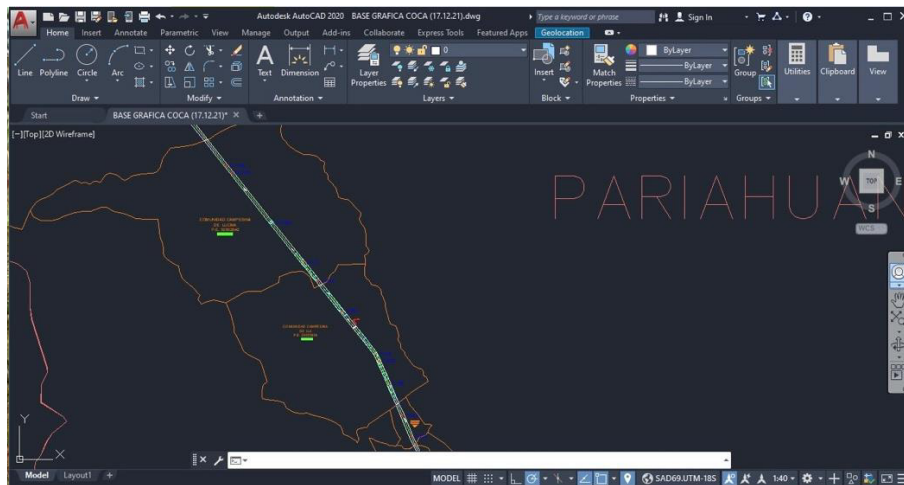 Autodesk AutoCAD 2020 BASE GRAFICA COCA (17.12.21).dwg
Type a keyword or phrase
Sign In
Home Insert Annotate Parametric View Manage Output Add-ins Collaborate Express Tools Featured Apps Geolocation
Line Polyline Circle Arc
Text Dimension
Layer Properties
0
Insert
Match Properties
ByLayer
ByLayer
ByLayer
Group
Utilities
Clipboard
View
Draw Modify Annotation Layers Block Properties Groups
Start BASE GRAFICA COCA (17.12.21)*
[−][Top][2D Wireframe]
PARIAHUAN
N
W TOP E
S
WCS
Y
X
Model Layout1
MODEL SAD69.UTM-18S 1:40